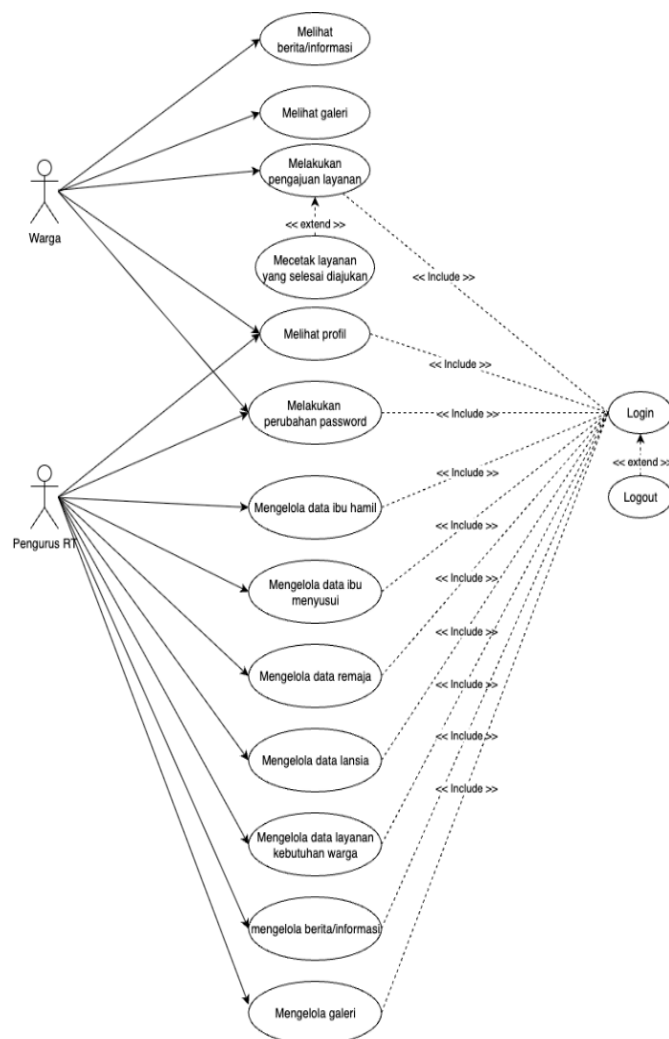 Melihat
berita/informasi
Melihat galeri
Melakukan
pengajuan layanan
<< extend >>
Warga
Mecetak layanan
yang selesai diajukan
<< Include >>
Melihat profil
<< Include >>
Melakukan
perubahan password
<< Include >>
Login
<< extend >>
Logout
<< Include >>
Mengelola data ibu hamil
Pengurus RT
<< Include >>
Mengelola data ibu
menyusui
<< Include >>
Mengelola data remaja
<< Include >>
Mengelola data lansia
<< Include >>
Mengelola data layanan
kebutuhan warga
<< Include >>
mengelola berita/informasi
<< Include >>
Mengelola galeri